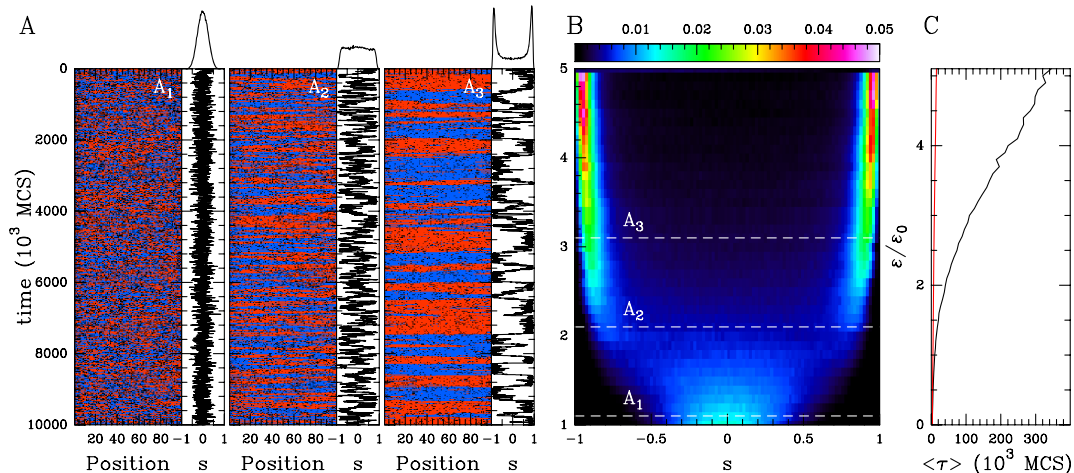 A
B
C
0.01 0.02 0.03 0.04 0.05
A1 A2 A3
0 2000 4000 6000 8000 10000
time (10^3 MCS)
20 40 60 80 −1 0 1 20 40 60 80 −1 0 1 20 40 60 80 −1 0 1
Position s Position s Position s
5 4 3 2 1
A3
A2
A1
−1 −0.5 0 0.5 1
s
4 2 0
ε/ε0
0 200 400
<τ> (10^3 MCS)